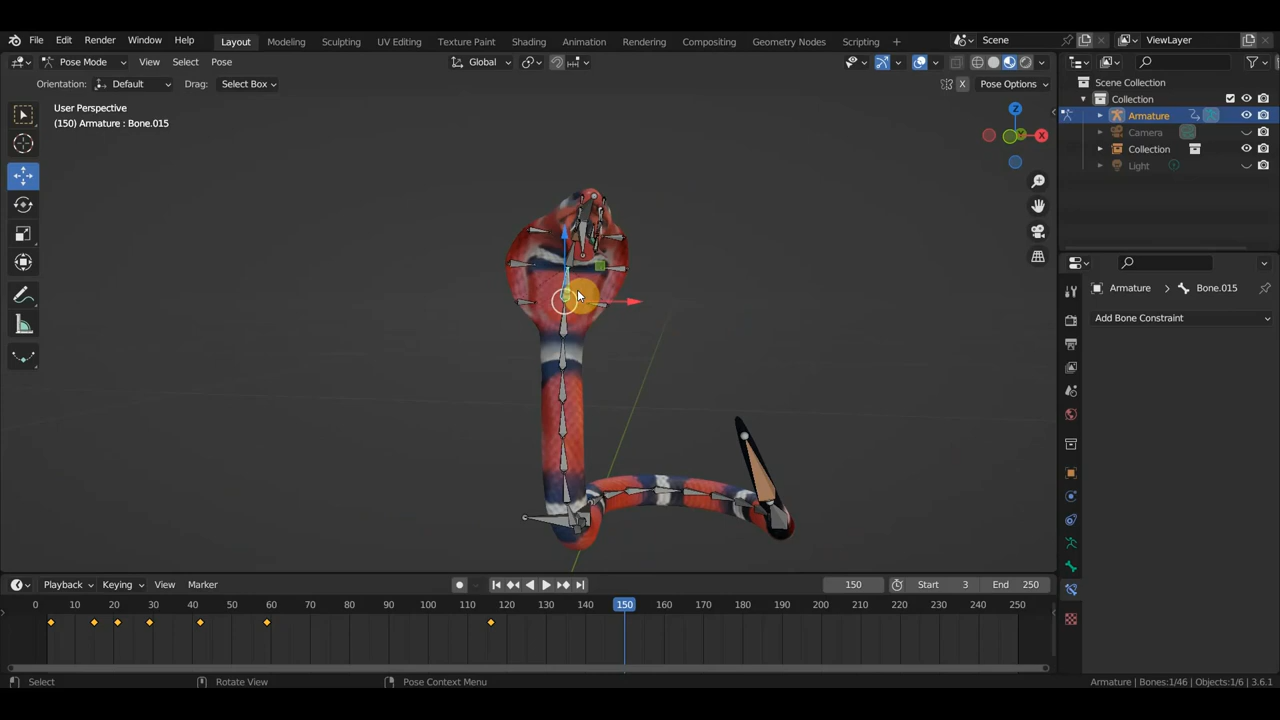 File Edit Render Window Help Layout Modeling Sculpting UV Editing Texture Paint Shading Animation Rendering Compositing Geometry Nodes Scripting + Scene ViewLayer
Pose Mode View Select Pose Global
Orientation: Default Drag: Select Box X Pose Options
User Perspective
(150) Armature : Bone.015
Z
X
Y
Scene Collection
Collection
Armature
Camera
Collection
Light
Armature > Bone.015
Add Bone Constraint
Playback Keying View Marker 150 Start 3 End 250
0 10 20 30 40 50 60 70 80 90 100 110 120 130 140 150 160 170 180 190 200 210 220 230 240 250
Select Rotate View Pose Context Menu Armature | Bones:1/46 | Objects:1/6 | 3.6.1